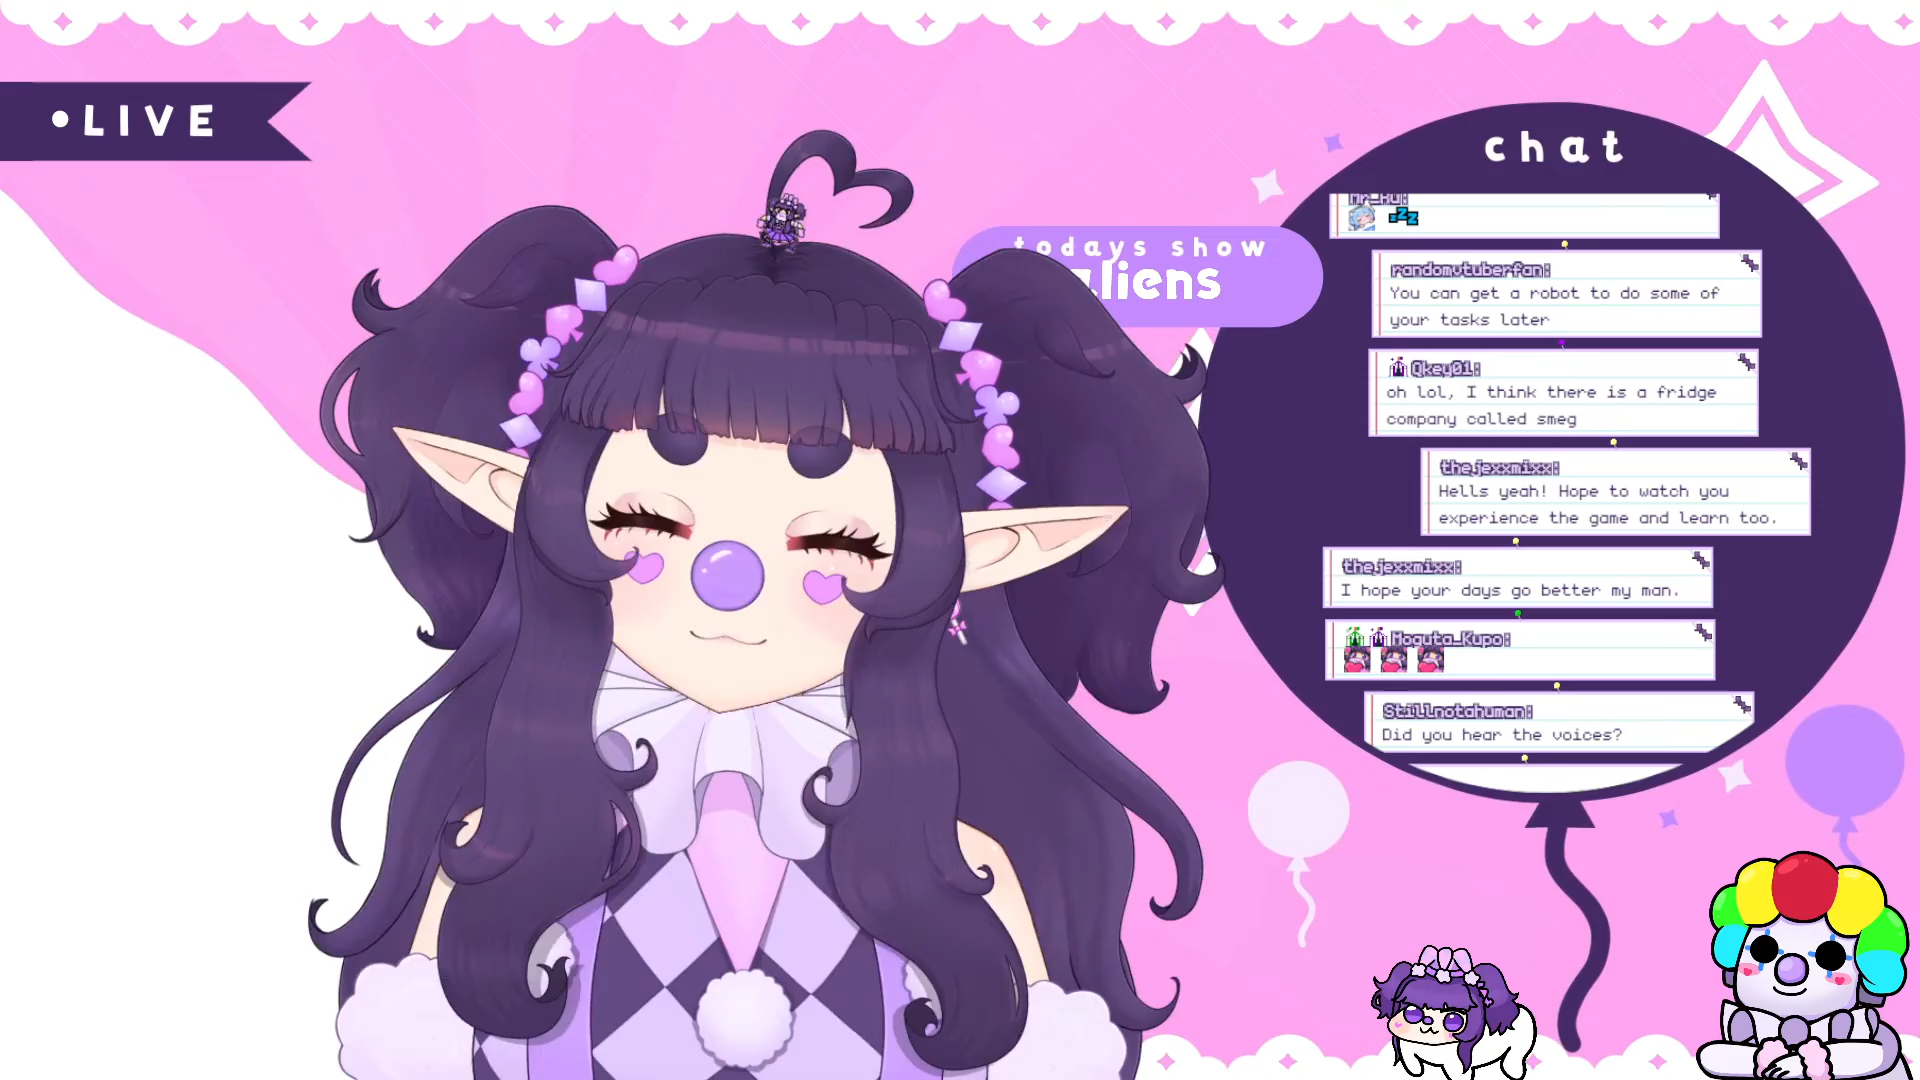 •LIVE
todays show
aliens
chat
Mr_Ru:
💤
randomvtuberfan:
You can get a robot to do some of
your tasks later
Qkey01:
oh lol, I think there is a fridge
company called smeg
thejexxmixx:
Hells yeah! Hope to watch you
experience the game and learn too.
thejexxmixx:
I hope your days go better my man.
Moguta_Kupo:
Stillnotahuman:
Did you hear the voices?